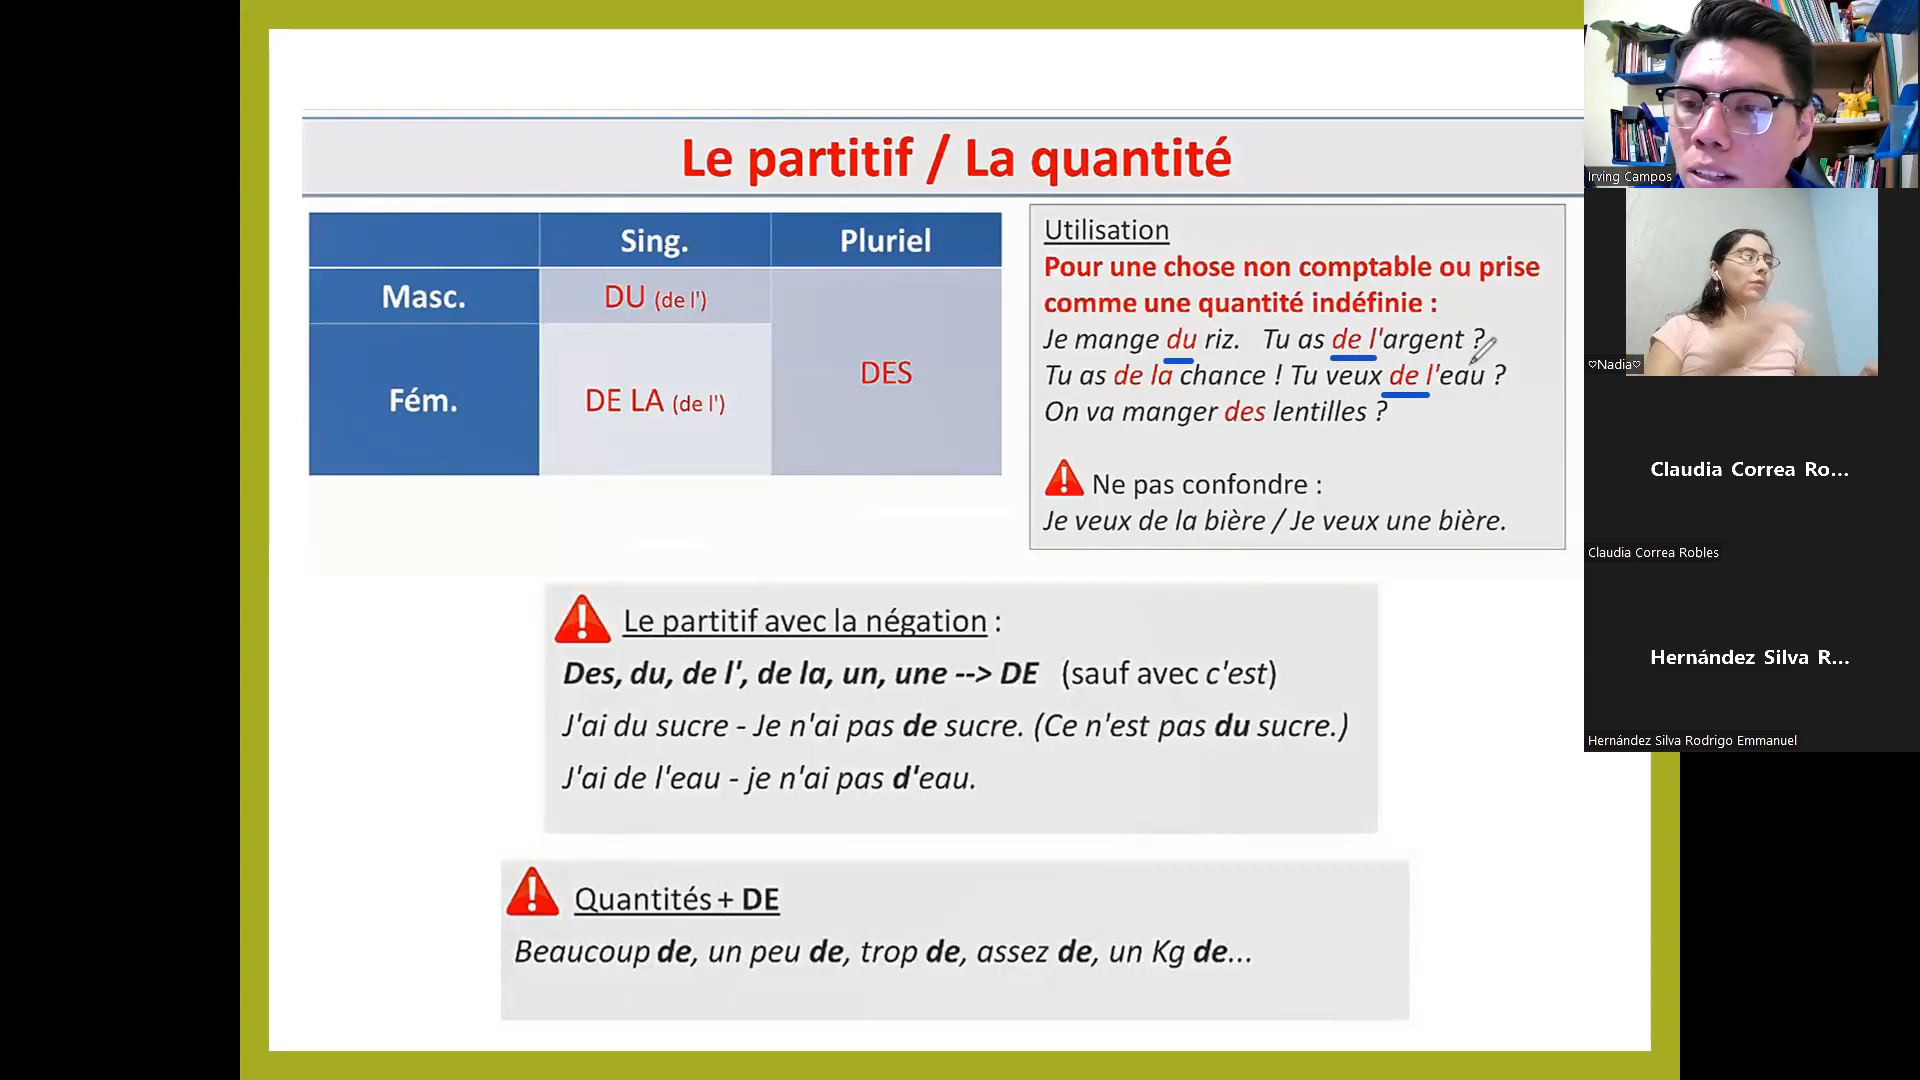 Le partitif / La quantité
Sing. Pluriel
Masc. DU (de l') DES
Fém. DE LA (de l')
Utilisation
Pour une chose non comptable ou prise
comme une quantité indéfinie :
Je mange du riz. Tu as de l'argent ?
Tu as de la chance ! Tu veux de l'eau ?
On va manger des lentilles ?
Ne pas confondre :
Je veux de la bière / Je veux une bière.
Le partitif avec la négation :
Des, du, de l', de la, un, une --> DE (sauf avec c'est)
J'ai du sucre - Je n'ai pas de sucre. (Ce n'est pas du sucre.)
J'ai de l'eau - je n'ai pas d'eau.
Quantités + DE
Beaucoup de, un peu de, trop de, assez de, un Kg de...
Irving Campos
♡Nadia♡
Claudia Correa Ro...
Claudia Correa Robles
Hernández Silva R...
Hernández Silva Rodrigo Emmanuel